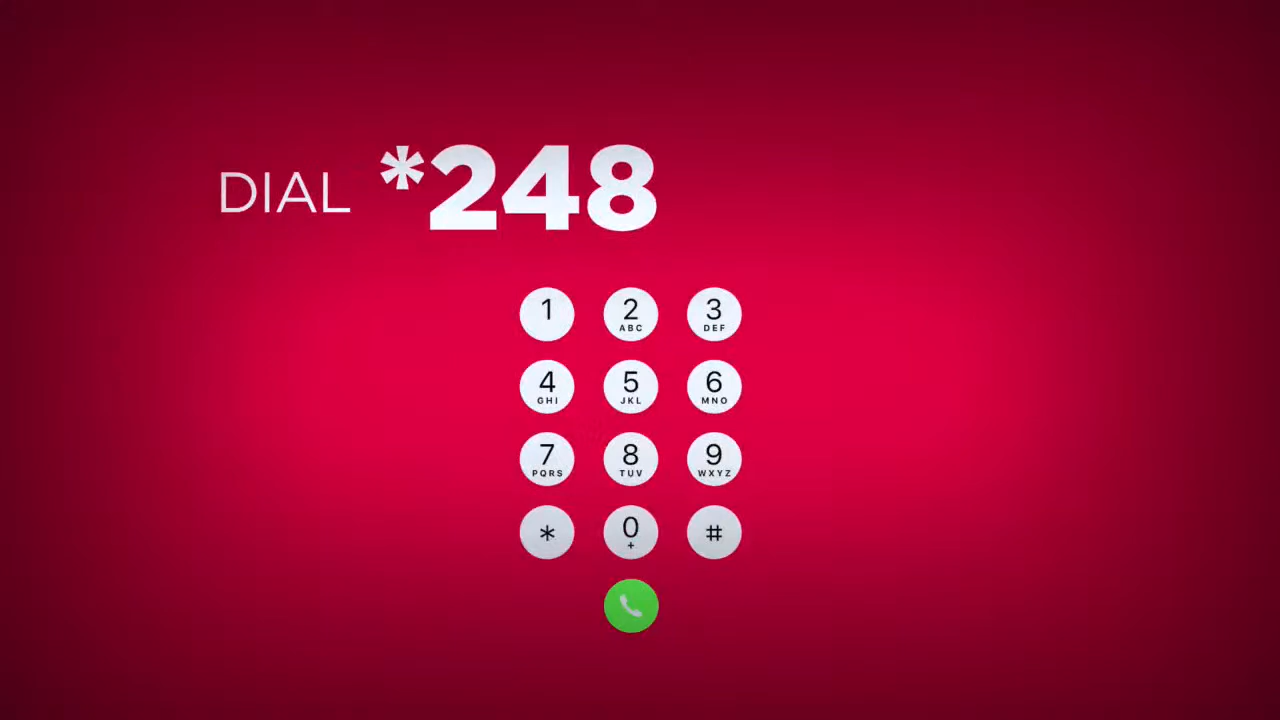 DIAL *248
1 2 3
ABC DEF
4 5 6
GHI JKL MNO
7 8 9
PQRS TUV WXYZ
* 0 #
+